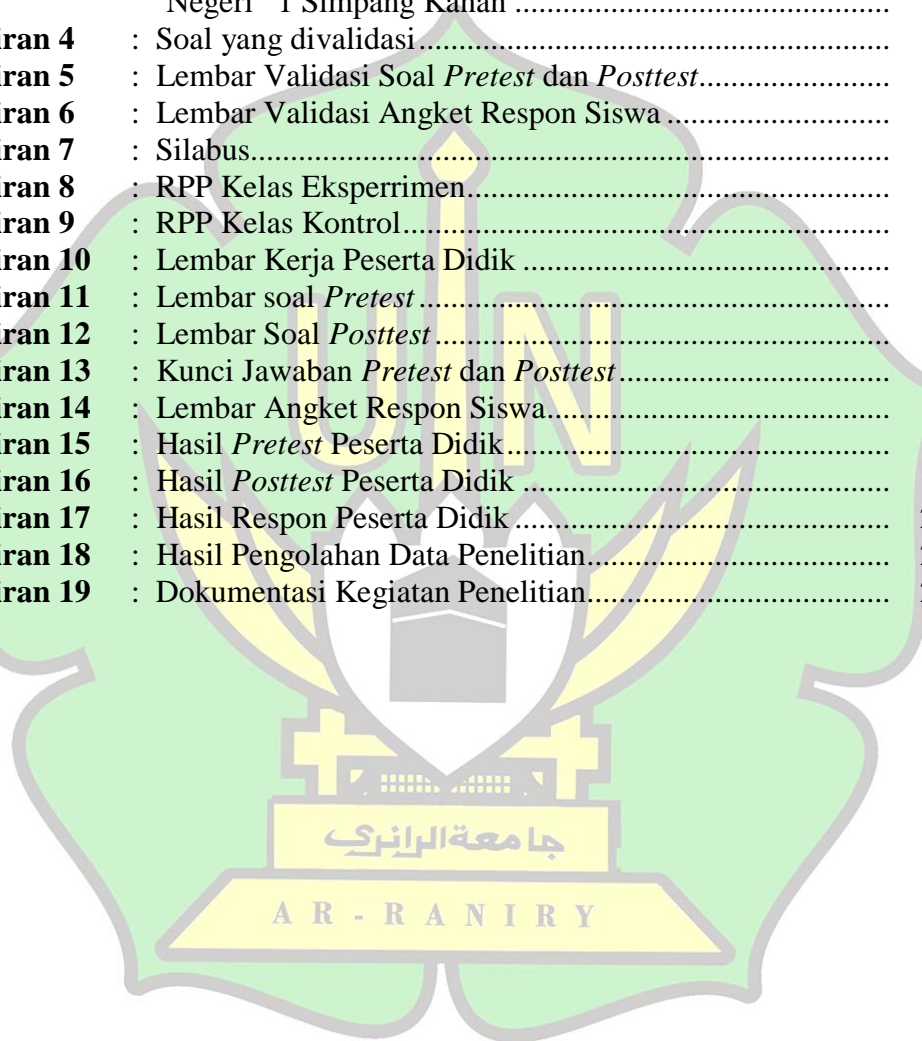 Negeri 1 Simpang Kanan ................................................................
iran 4 : Soal yang divalidasi ................................................................
iran 5 : Lembar Validasi Soal Pretest dan Posttest ................................
iran 6 : Lembar Validasi Angket Respon Siswa ................................
iran 7 : Silabus................................................................
iran 8 : RPP Kelas Eksperrimen................................................................
iran 9 : RPP Kelas Kontrol................................................................
iran 10 : Lembar Kerja Peserta Didik ................................................
iran 11 : Lembar soal Pretest ................................................................
iran 12 : Lembar Soal Posttest ................................................................
iran 13 : Kunci Jawaban Pretest dan Posttest ................................
iran 14 : Lembar Angket Respon Siswa................................................
iran 15 : Hasil Pretest Peserta Didik................................................
iran 16 : Hasil Posttest Peserta Didik ................................................
iran 17 : Hasil Respon Peserta Didik ................................................
iran 18 : Hasil Pengolahan Data Penelitian................................
iran 19 : Dokumentasi Kegiatan Penelitian................................
UIN
جامعة الرانري
AR-RANIRY